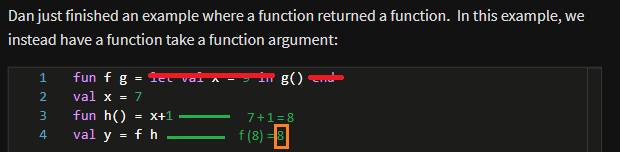 Dan just finished an example where a function returned a function. In this example, we
instead have a function take a function argument:
1 fun f g = let val x = 9 in g() end
2 val x = 7
3 fun h() = x+1 7+1=8
4 val y = f h f(8)=8